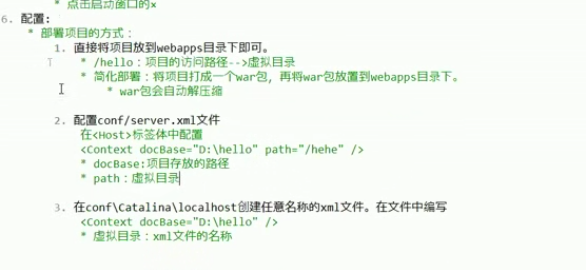 * 点击启动窗口的×
6. 配置:
* 部署项目的方式：
1. 直接将项目放到webapps目录下即可。
* /hello：项目的访问路径-->虚拟目录
* 简化部署：将项目打成一个war包，再将war包放置到webapps目录下。
* war包会自动解压缩
2. 配置conf/server.xml文件
在<Host>标签体中配置
<Context docBase="D:\hello" path="/hehe" />
* docBase:项目存放的路径
* path：虚拟目录
3. 在conf\Catalina\localhost创建任意名称的xml文件。在文件中编写
<Context docBase="D:\hello" />
* 虚拟目录：xml文件的名称